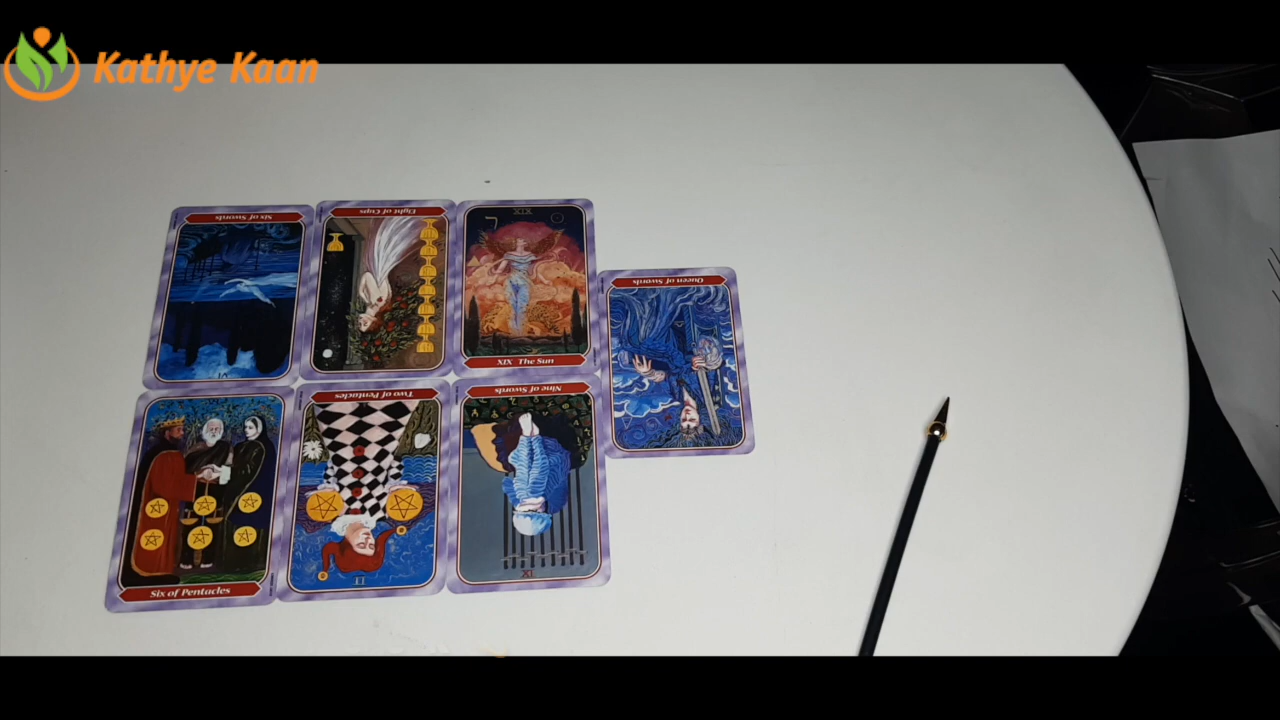 Kathye Kaan
Six of Swords
Eight of Cups
XIX
XIX The Sun
Queen of Swords
VI
Six of Pentacles
Two of Pentacles
II
Nine of Swords
IX